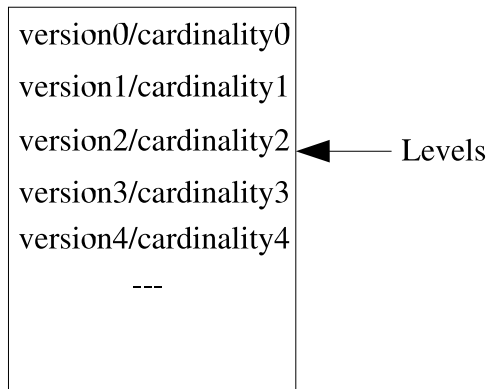 version0/cardinality0
version1/cardinality1
version2/cardinality2
Levels
version3/cardinality3
version4/cardinality4
---